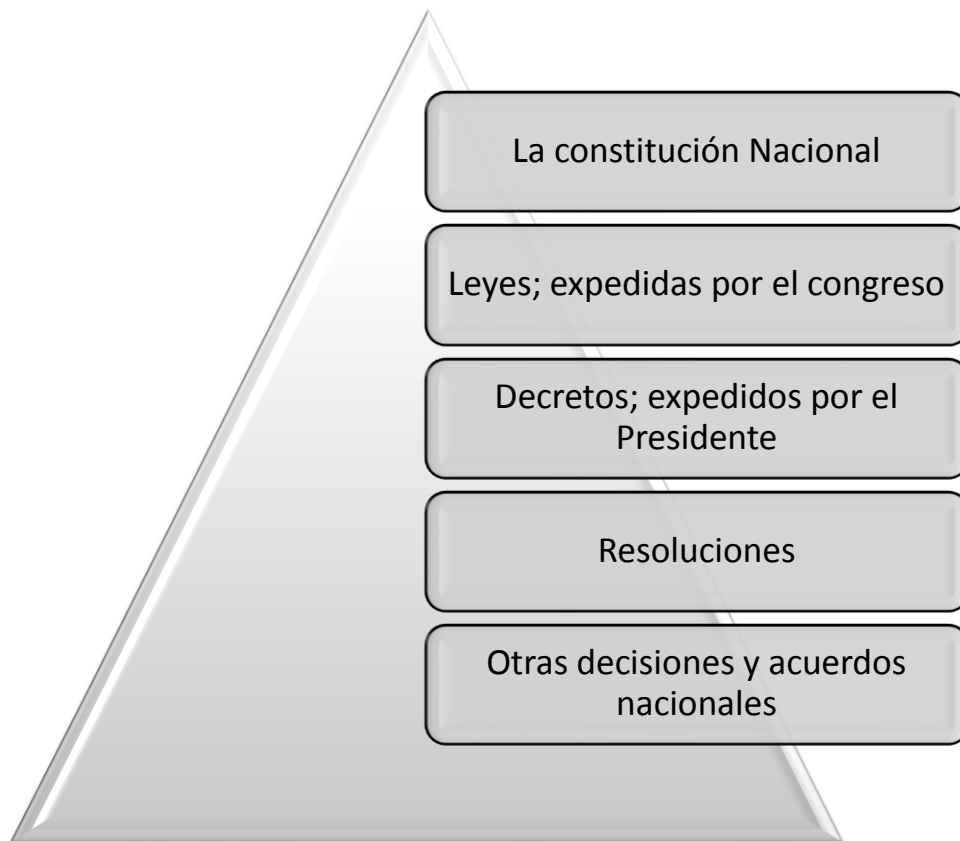 La constitución Nacional
Leyes; expedidas por el congreso
Decretos; expedidos por el
Presidente
Resoluciones
Otras decisiones y acuerdos
nacionales